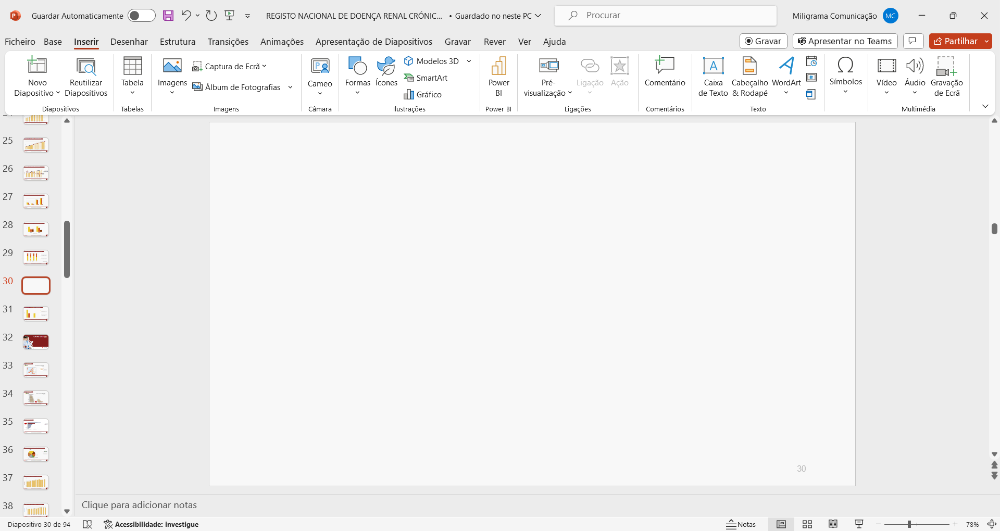 Guardar Automaticamente
REGISTO NACIONAL DE DOENÇA RENAL CRÓNIC... • Guardado no neste PC
Procurar
Miligrama Comunicação MC
Ficheiro Base Inserir Desenhar Estrutura Transições Animações Apresentação de Diapositivos Gravar Rever Ver Ajuda
Gravar Apresentar no Teams Partilhar
Novo Diapositivo
Reutilizar Diapositivos
Diapositivos
Tabela
Tabelas
Imagens
Captura de Ecrã
Álbum de Fotografias
Imagens
Cameo
Câmara
Formas
Ícones
Modelos 3D
SmartArt
Gráfico
Ilustrações
Power BI
Power BI
Pré-visualização
Ligação
Ação
Ligações
Comentário
Comentários
Caixa de Texto
Cabeçalho & Rodapé
WordArt
Texto
Símbolos
Vídeo
Áudio
Gravação de Ecrã
Multimédia
25
26
27
28
29
30
31
32
33
34
35
36
37
38
30
Clique para adicionar notas
Diapositivo 30 de 94
Acessibilidade: investigue
Notas
78%